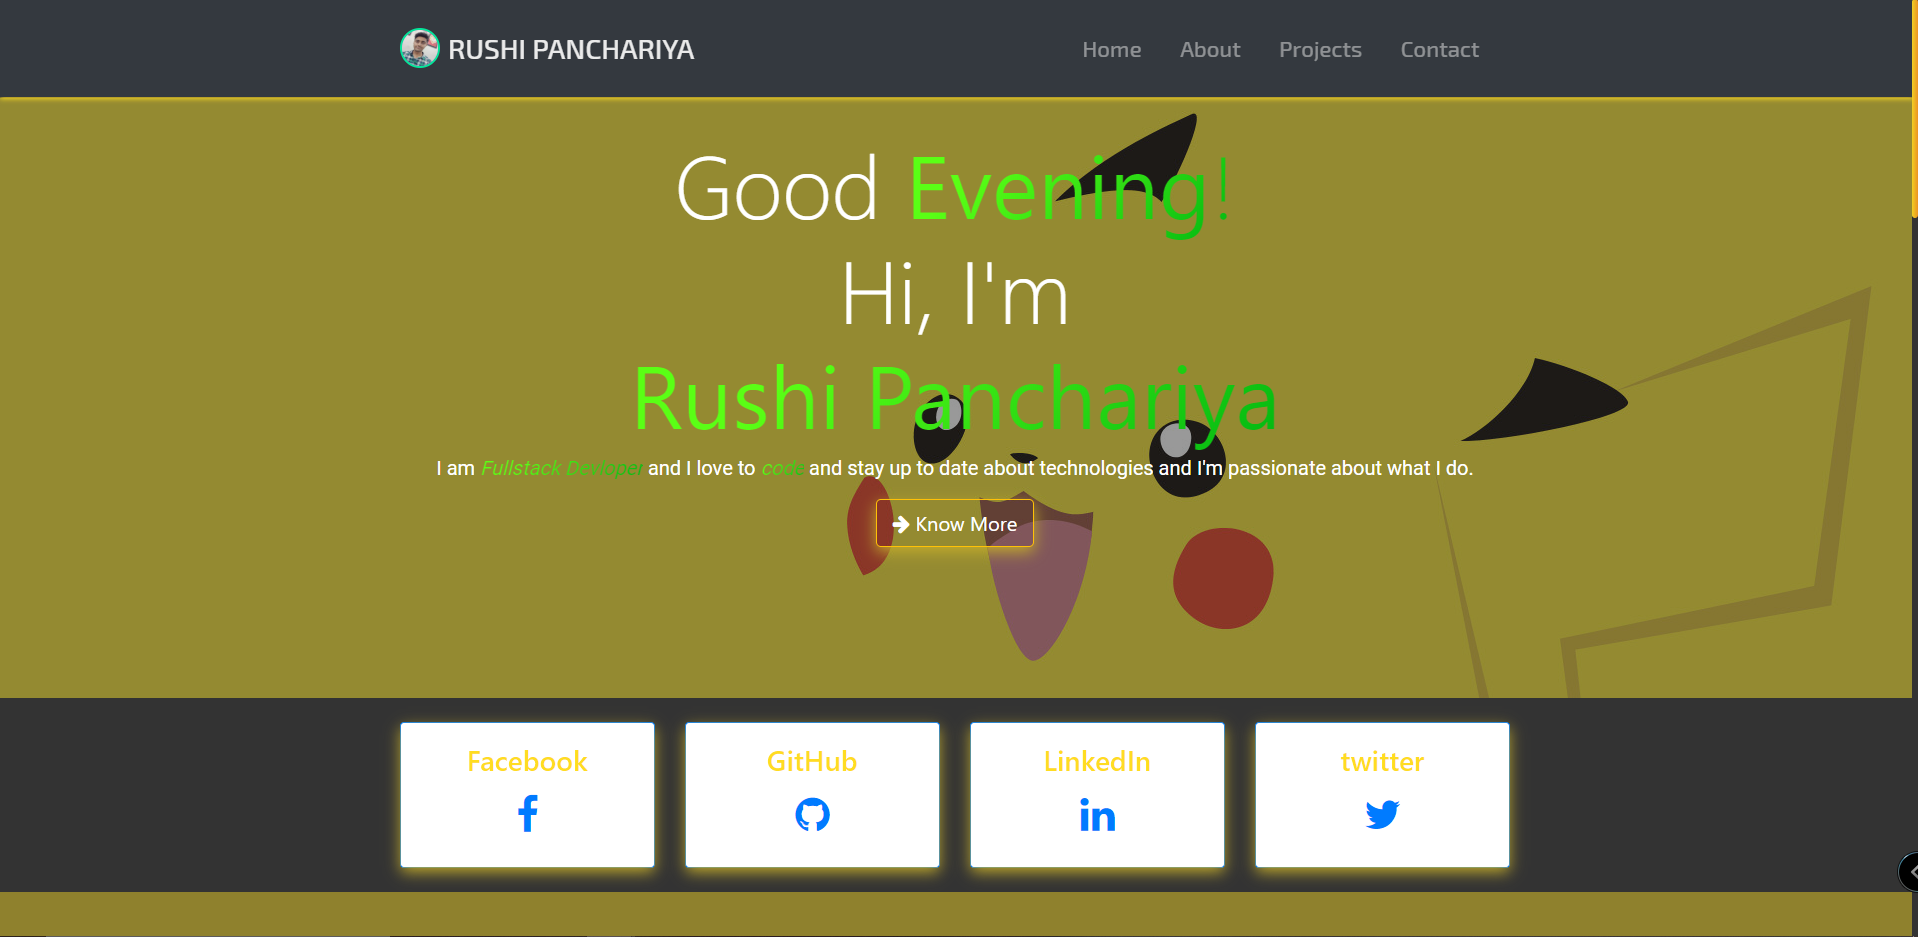 RUSHI PANCHARIYA
Home About Projects Contact
Good Evening!
Hi, I'm
Rushi Panchariya
I am Fullstack Devloper and I love to code and stay up to date about technologies and I'm passionate about what I do.
Know More
Facebook GitHub LinkedIn twitter